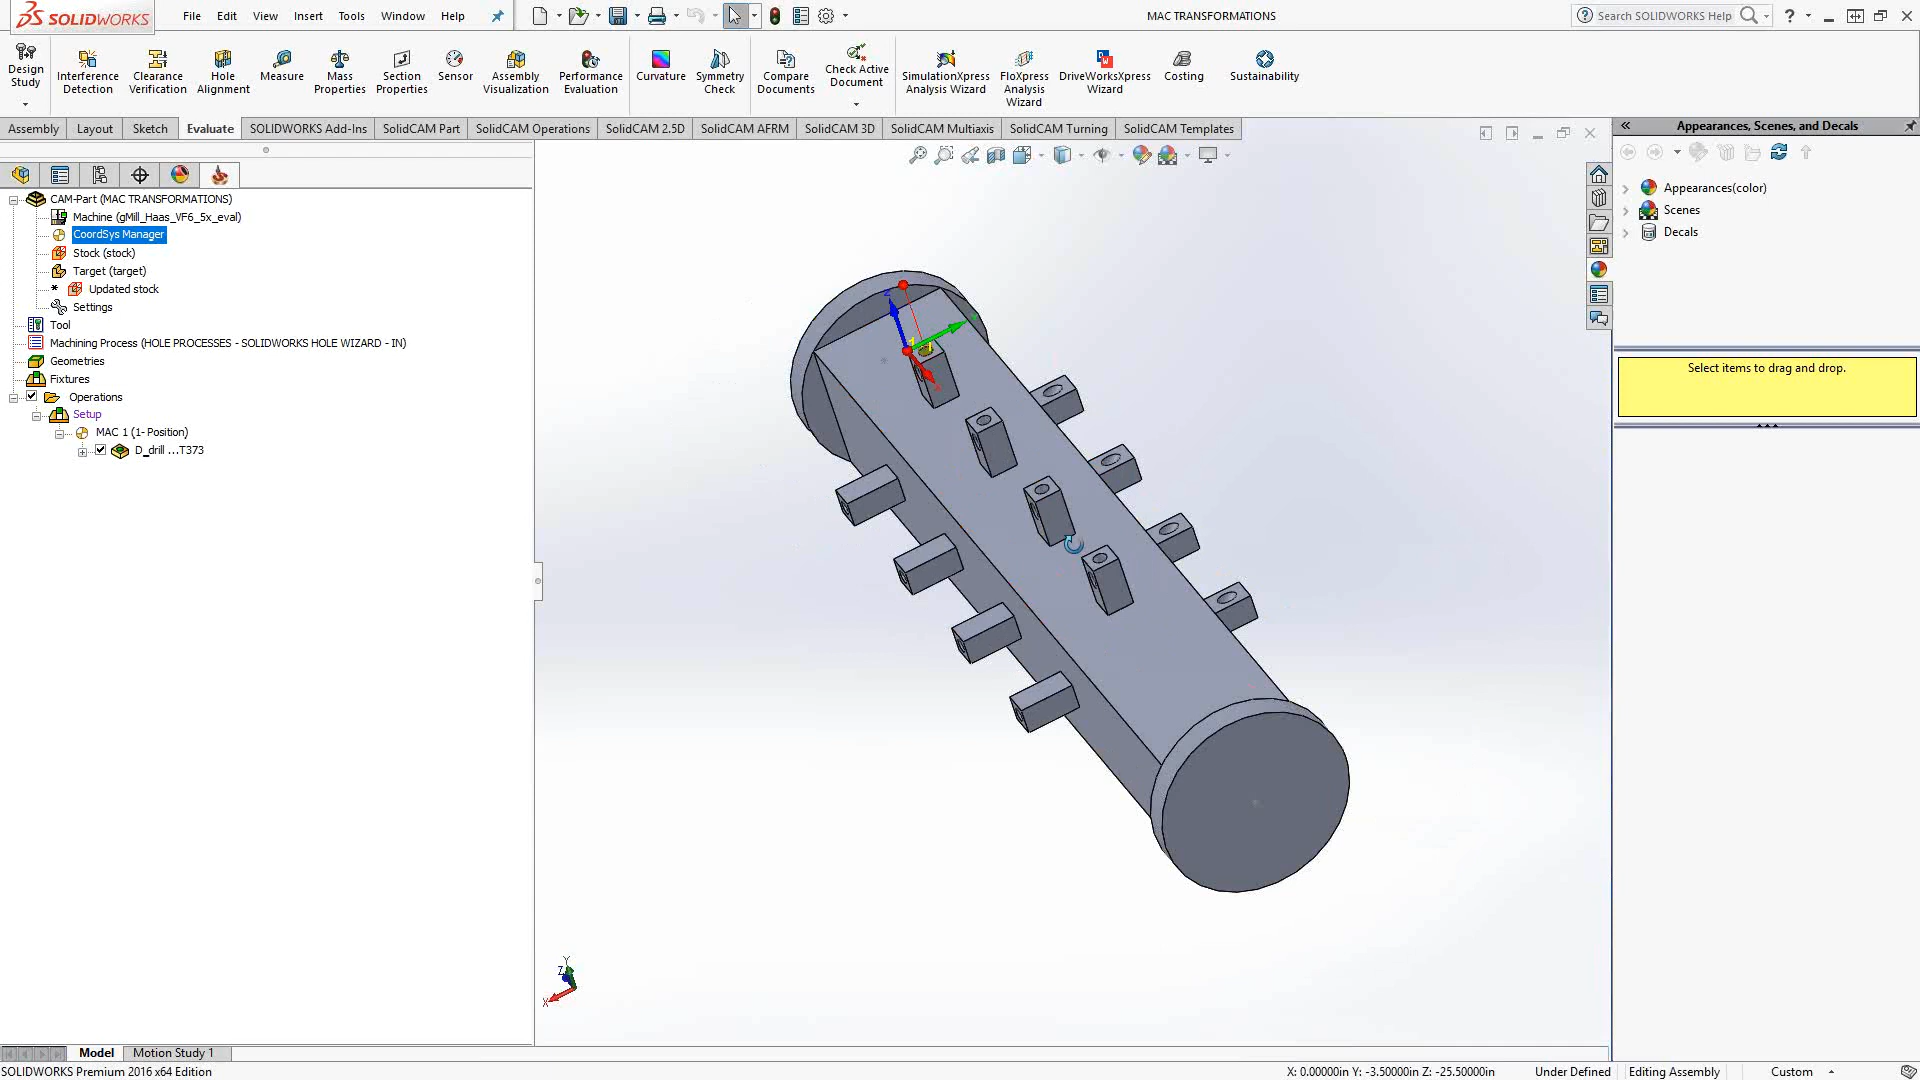 SOLIDWORKS
File Edit View Insert Tools Window Help
MAC TRANSFORMATIONS
Search SOLIDWORKS Help
Design Study
Interference Detection
Clearance Verification
Hole Alignment
Measure
Mass Properties
Section Properties
Sensor
Assembly Visualization
Performance Evaluation
Curvature
Symmetry Check
Compare Documents
Check Active Document
SimulationXpress Analysis Wizard
FloXpress Analysis Wizard
DriveWorksXpress Wizard
Costing
Sustainability
Assembly Layout Sketch Evaluate SOLIDWORKS Add-Ins SolidCAM Part SolidCAM Operations SolidCAM 2.5D SolidCAM AFRM SolidCAM 3D SolidCAM Multiaxis SolidCAM Turning SolidCAM Templates
Appearances, Scenes, and Decals
Appearances(color)
Scenes
Decals
Select items to drag and drop.
CAM-Part (MAC TRANSFORMATIONS)
Machine (gMill_Haas_VF6_5x_eval)
CoordSys Manager
Stock (stock)
Target (target)
* Updated stock
Settings
Tool
Machining Process (HOLE PROCESSES - SOLIDWORKS HOLE WIZARD - IN)
Geometries
Fixtures
Operations
Setup
MAC 1 (1- Position)
D_drill ...T373
Z
Y
Z
X
Model Motion Study 1
SOLIDWORKS Premium 2016 x64 Edition
X: 0.00000in Y: -3.50000in Z: -25.50000in
Under Defined
Editing Assembly
Custom